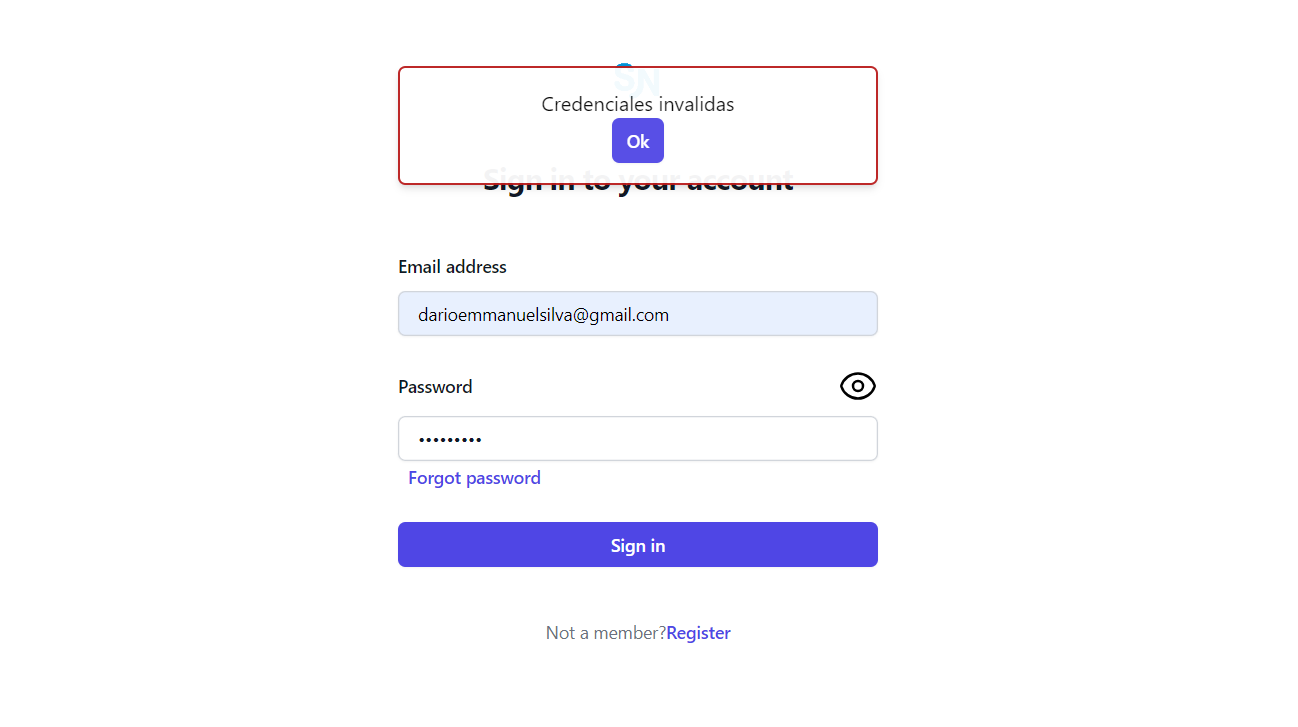 SN
Credenciales invalidas
Ok
Sign in to your account
Email address
darioemmanuelsilva@gmail.com
Password
•••••••••
Forgot password
Sign in
Not a member?Register